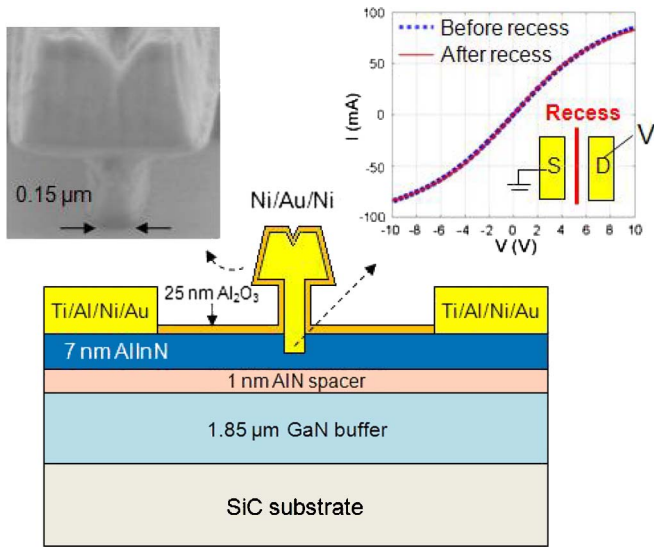 0.15 μm
100
50
0
-50
-100
I (mA)
Before recess
After recess
Recess
S
D
V
-10 -8 -6 -4 -2 0 2 4 6 8 10
V (V)
Ni/Au/Ni
25 nm Al₂O₃
Ti/Al/Ni/Au
Ti/Al/Ni/Au
7 nm AlInN
1 nm AlN spacer
1.85 μm GaN buffer
SiC substrate